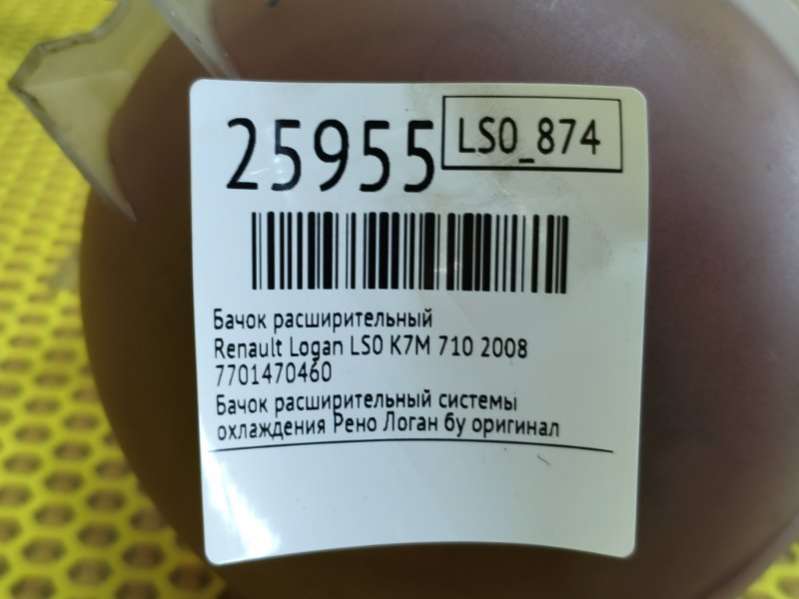 25955
LS0_874
Бачок расширительный
Renault Logan LS0 K7M 710 2008
7701470460
Бачок расширительный системы
охлаждения Рено Логан бу оригинал